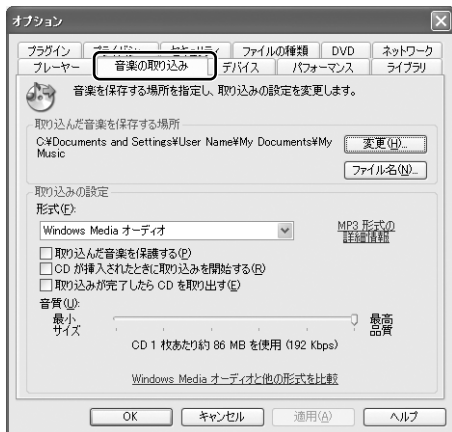 オプション
プラグイン ファイルの種類 DVD ネットワーク
プレーヤー 音楽の取り込み デバイス パフォーマンス ライブラリ
音楽を保存する場所を指定し、取り込みの設定を変更します。
取り込んだ音楽を保存する場所
C:¥Documents and Settings¥User Name¥My Documents¥My
Music
変更(H)...
ファイル名(N)...
取り込みの設定
形式(F):
Windows Media オーディオ
MP3 形式の
詳細情報
取り込んだ音楽を保護する(P)
CD が挿入されたときに取り込みを開始する(R)
取り込みが完了したら CD を取り出す(E)
音質(U):
最小
サイズ
最高
品質
CD 1 枚あたり約 86 MB を使用 (192 Kbps)
Windows Media オーディオと他の形式を比較
OK キャンセル 適用(A) ヘルプ